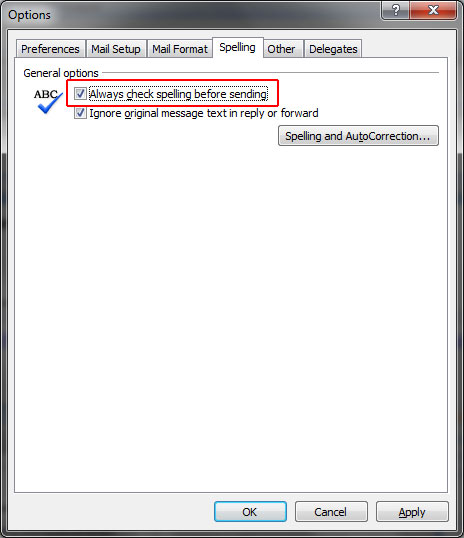 Options
Preferences Mail Setup Mail Format Spelling Other Delegates
General options
ABC
Always check spelling before sending
Ignore original message text in reply or forward
Spelling and AutoCorrection...
OK Cancel Apply